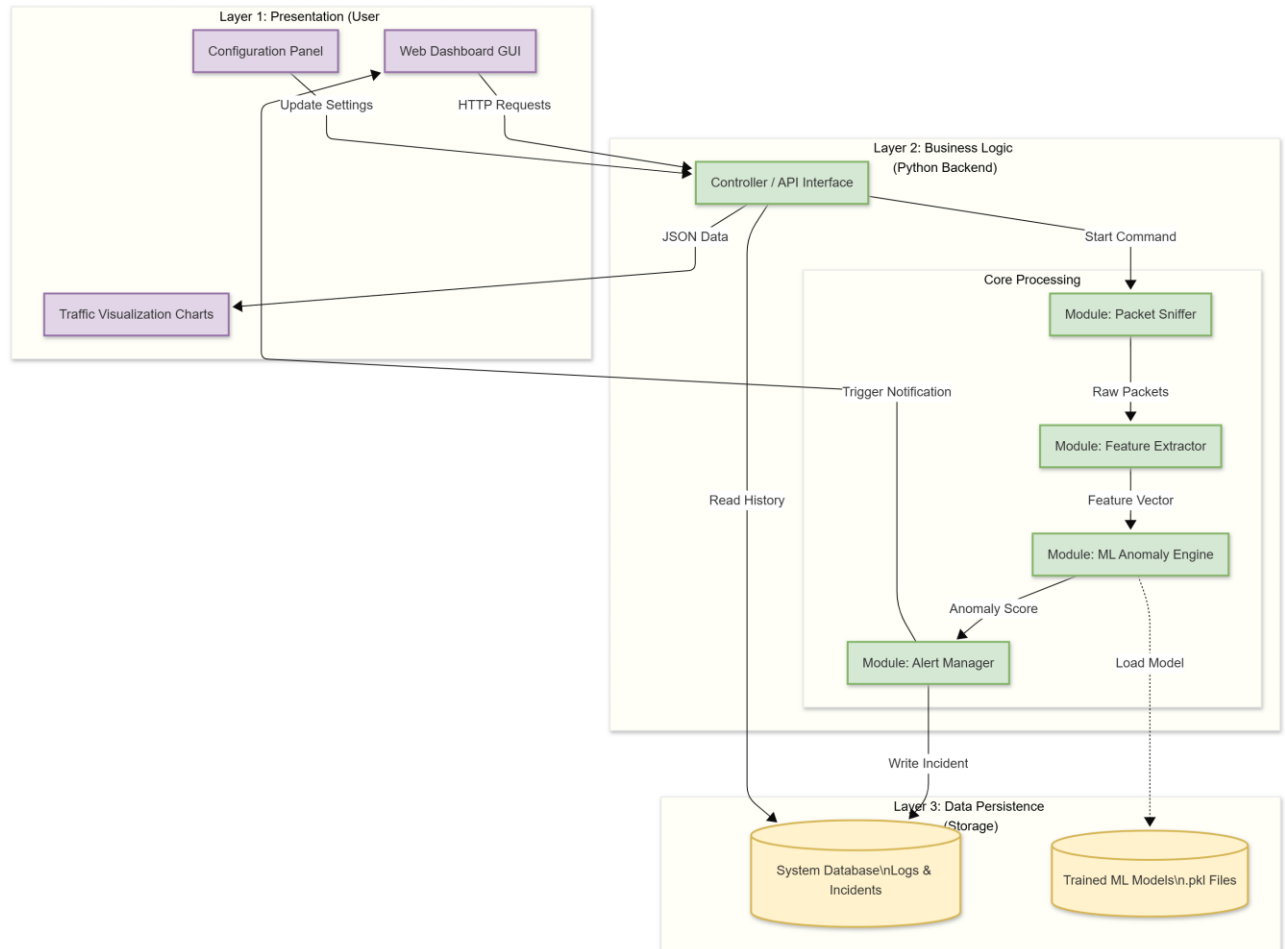 Layer 1: Presentation (User
Configuration Panel
Web Dashboard GUI
Update Settings
HTTP Requests
Layer 2: Business Logic
(Python Backend)
Controller / API Interface
JSON Data
Start Command
Core Processing
Traffic Visualization Charts
Module: Packet Sniffer
Trigger Notification
Raw Packets
Module: Feature Extractor
Read History
Feature Vector
Module: ML Anomaly Engine
Anomaly Score
Module: Alert Manager
Load Model
Write Incident
Layer 3: Data Persistence
(Storage)
System Database\nLogs &
Incidents
Trained ML Models\n.pkl Files